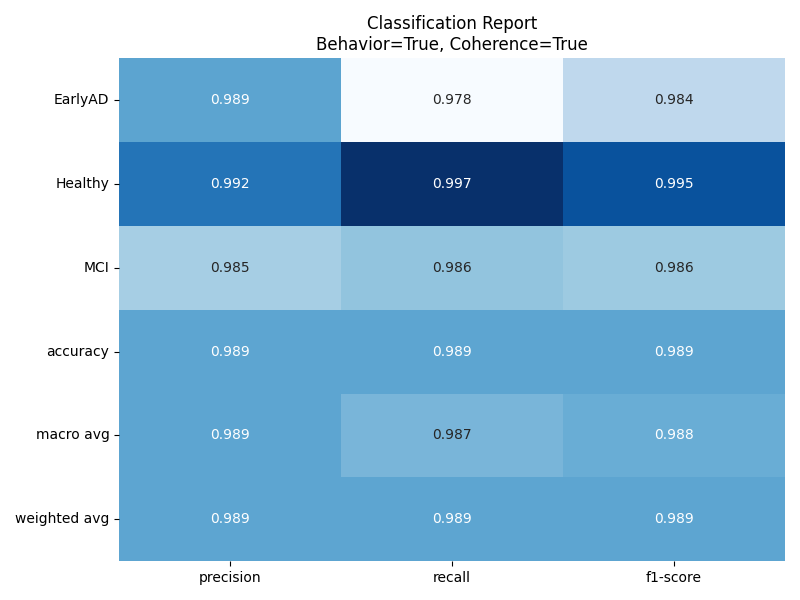 Classification Report
Behavior=True, Coherence=True
EarlyAD 0.989 0.978 0.984
Healthy 0.992 0.997 0.995
MCI 0.985 0.986 0.986
accuracy 0.989 0.989 0.989
macro avg 0.989 0.987 0.988
weighted avg 0.989 0.989 0.989
precision recall f1-score